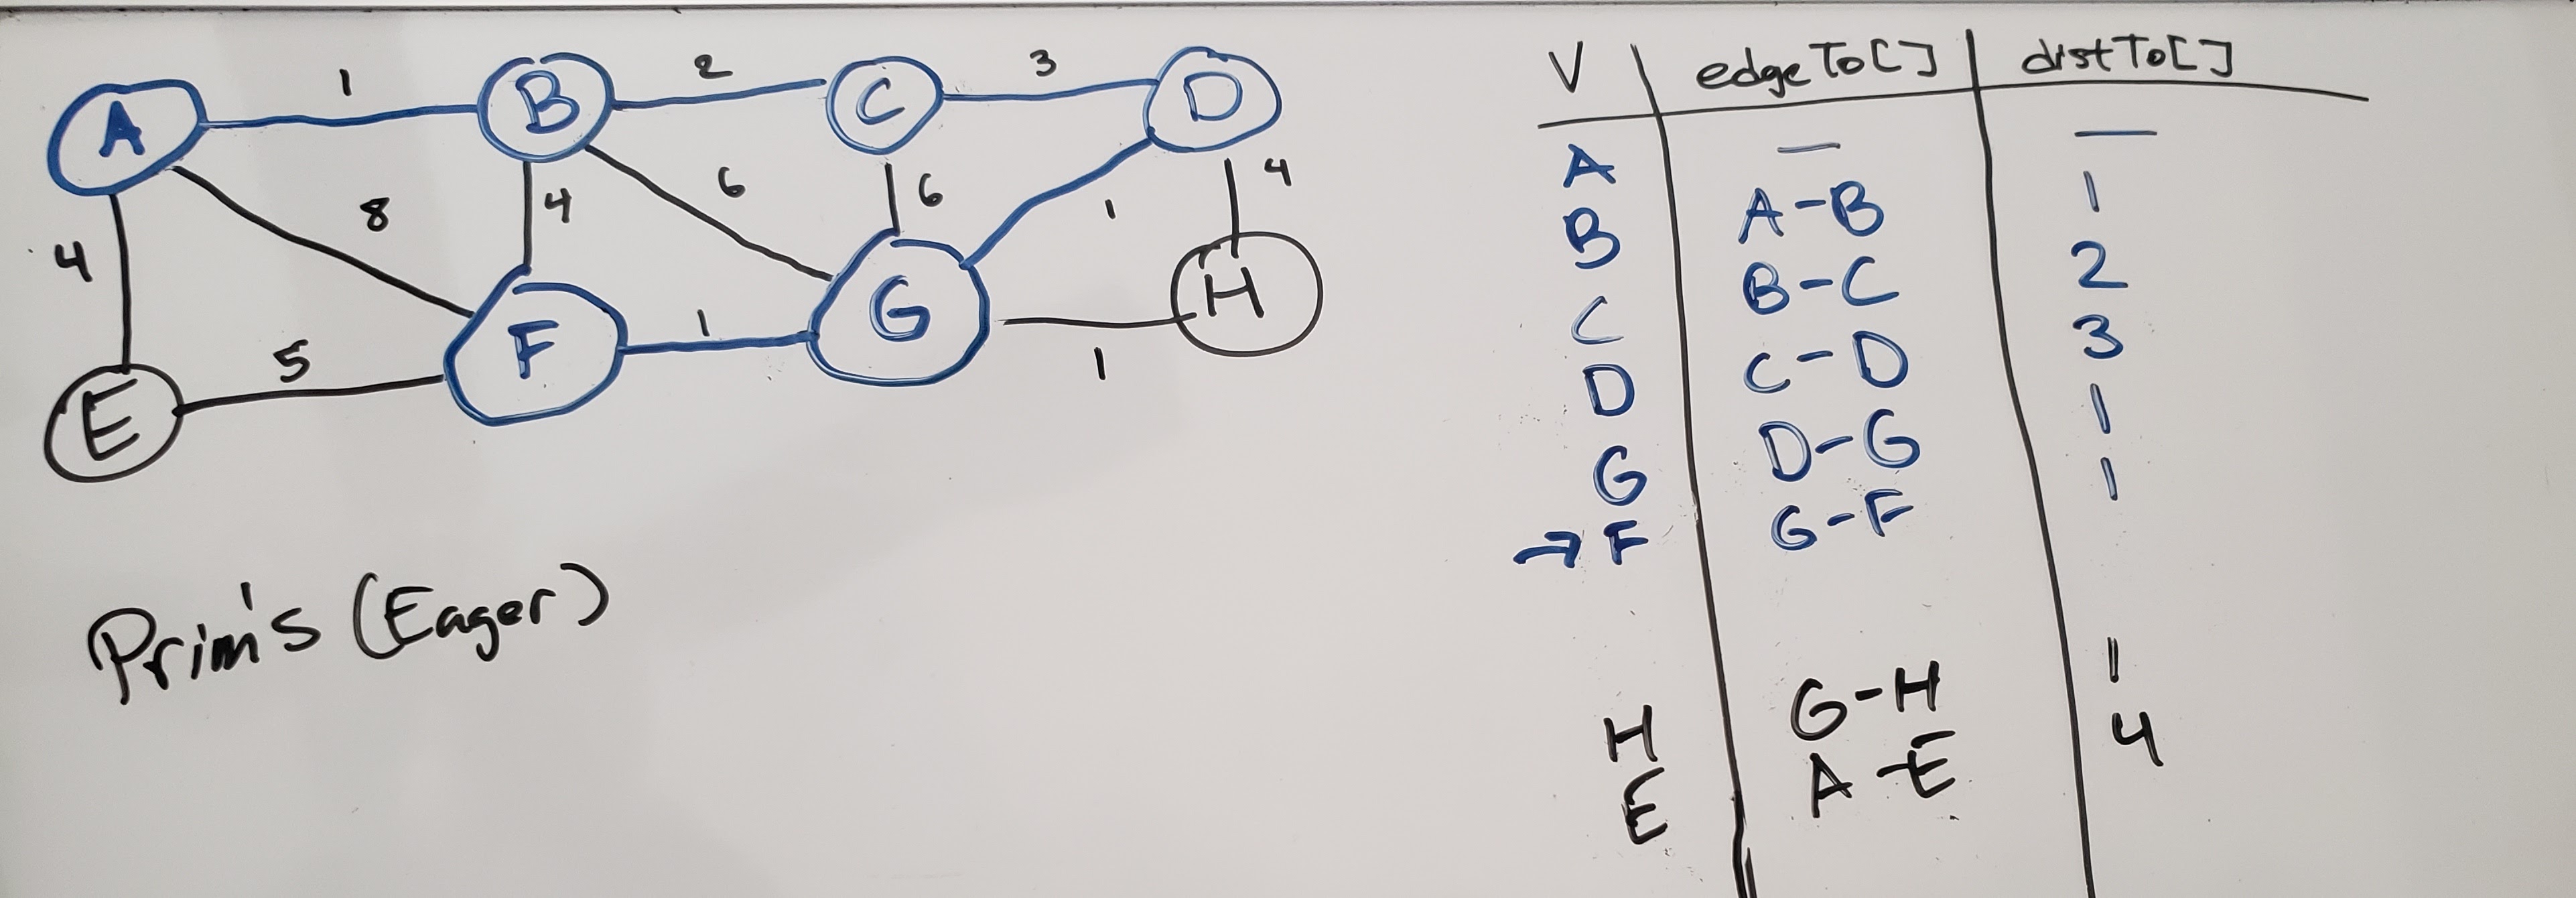 1 2 3
A B C D
8 4 6 6 1 4
4
F G H
1
5 1
E
Prim's (Eager)
V edgeTo[] distTo[]
A — —
B A-B 1
C B-C 2
D C-D 3
G D-G 1
→ F G-F 1
H G-H 1
E A-E 4